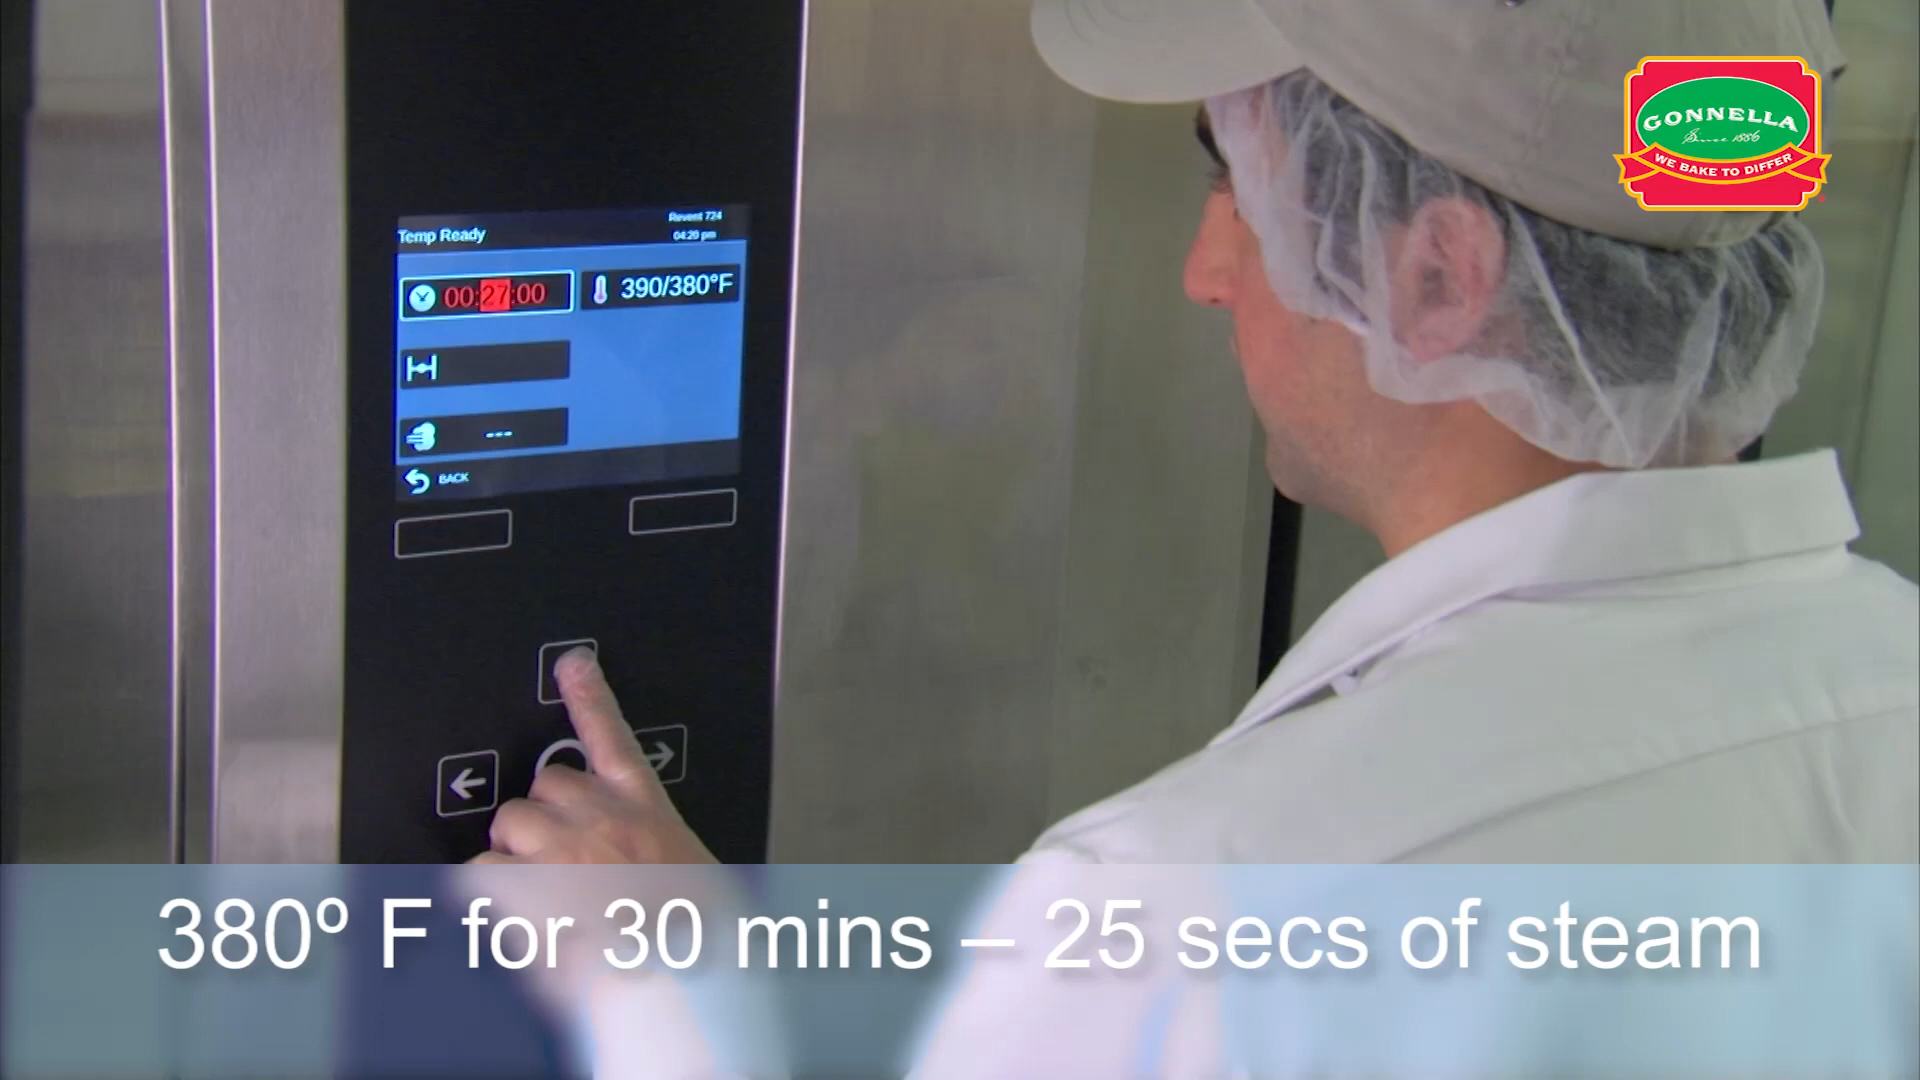 GONNELLA
Since 1886
WE BAKE TO DIFFER
Revent 724
Temp Ready
04:20 pm
00:27:00
390/380°F
---
BACK
380º F for 30 mins – 25 secs of steam